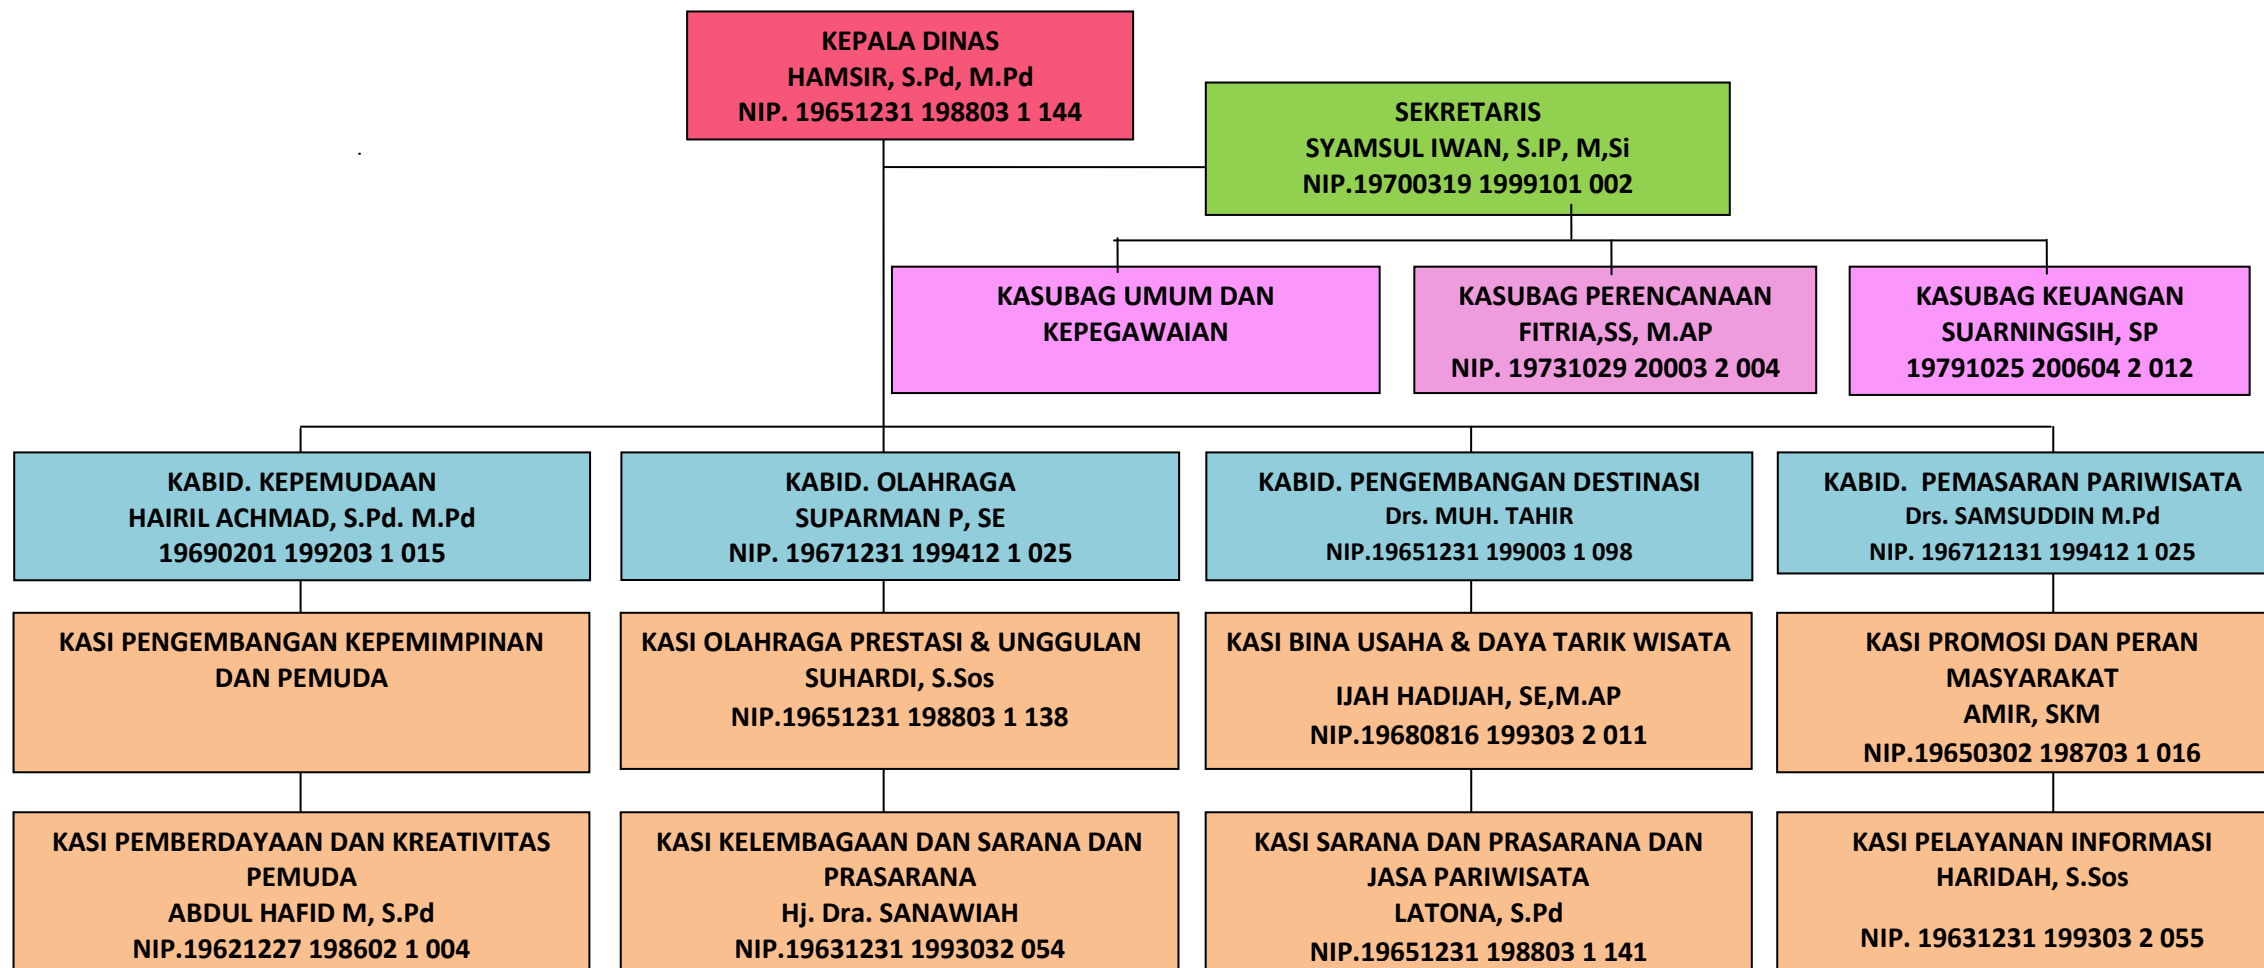 KEPALA DINAS
HAMSIR, S.Pd, M.Pd
NIP. 19651231 198803 1 144
SEKRETARIS
SYAMSUL IWAN, S.IP, M,Si
NIP.19700319 1999101 002
KASUBAG UMUM DAN
KEPEGAWAIAN
KASUBAG PERENCANAAN
FITRIA,SS, M.AP
NIP. 19731029 20003 2 004
KASUBAG KEUANGAN
SUARNINGSIH, SP
19791025 200604 2 012
KABID. KEPEMUDAAN
HAIRIL ACHMAD, S.Pd. M.Pd
19690201 199203 1 015
KABID. OLAHRAGA
SUPARMAN P, SE
NIP. 19671231 199412 1 025
KABID. PENGEMBANGAN DESTINASI
Drs. MUH. TAHIR
NIP.19651231 199003 1 098
KABID. PEMASARAN PARIWISATA
Drs. SAMSUDDIN M.Pd
NIP. 196712131 199412 1 025
KASI PENGEMBANGAN KEPEMIMPINAN
DAN PEMUDA
KASI OLAHRAGA PRESTASI & UNGGULAN
SUHARDI, S.Sos
NIP.19651231 198803 1 138
KASI BINA USAHA & DAYA TARIK WISATA
IJAH HADIJAH, SE,M.AP
NIP.19680816 199303 2 011
KASI PROMOSI DAN PERAN
MASYARAKAT
AMIR, SKM
NIP.19650302 198703 1 016
KASI PEMBERDAYAAN DAN KREATIVITAS
PEMUDA
ABDUL HAFID M, S.Pd
NIP.19621227 198602 1 004
KASI KELEMBAGAAN DAN SARANA DAN
PRASARANA
Hj. Dra. SANAWIAH
NIP.19631231 1993032 054
KASI SARANA DAN PRASARANA DAN
JASA PARIWISATA
LATONA, S.Pd
NIP.19651231 198803 1 141
KASI PELAYANAN INFORMASI
HARIDAH, S.Sos
NIP. 19631231 199303 2 055